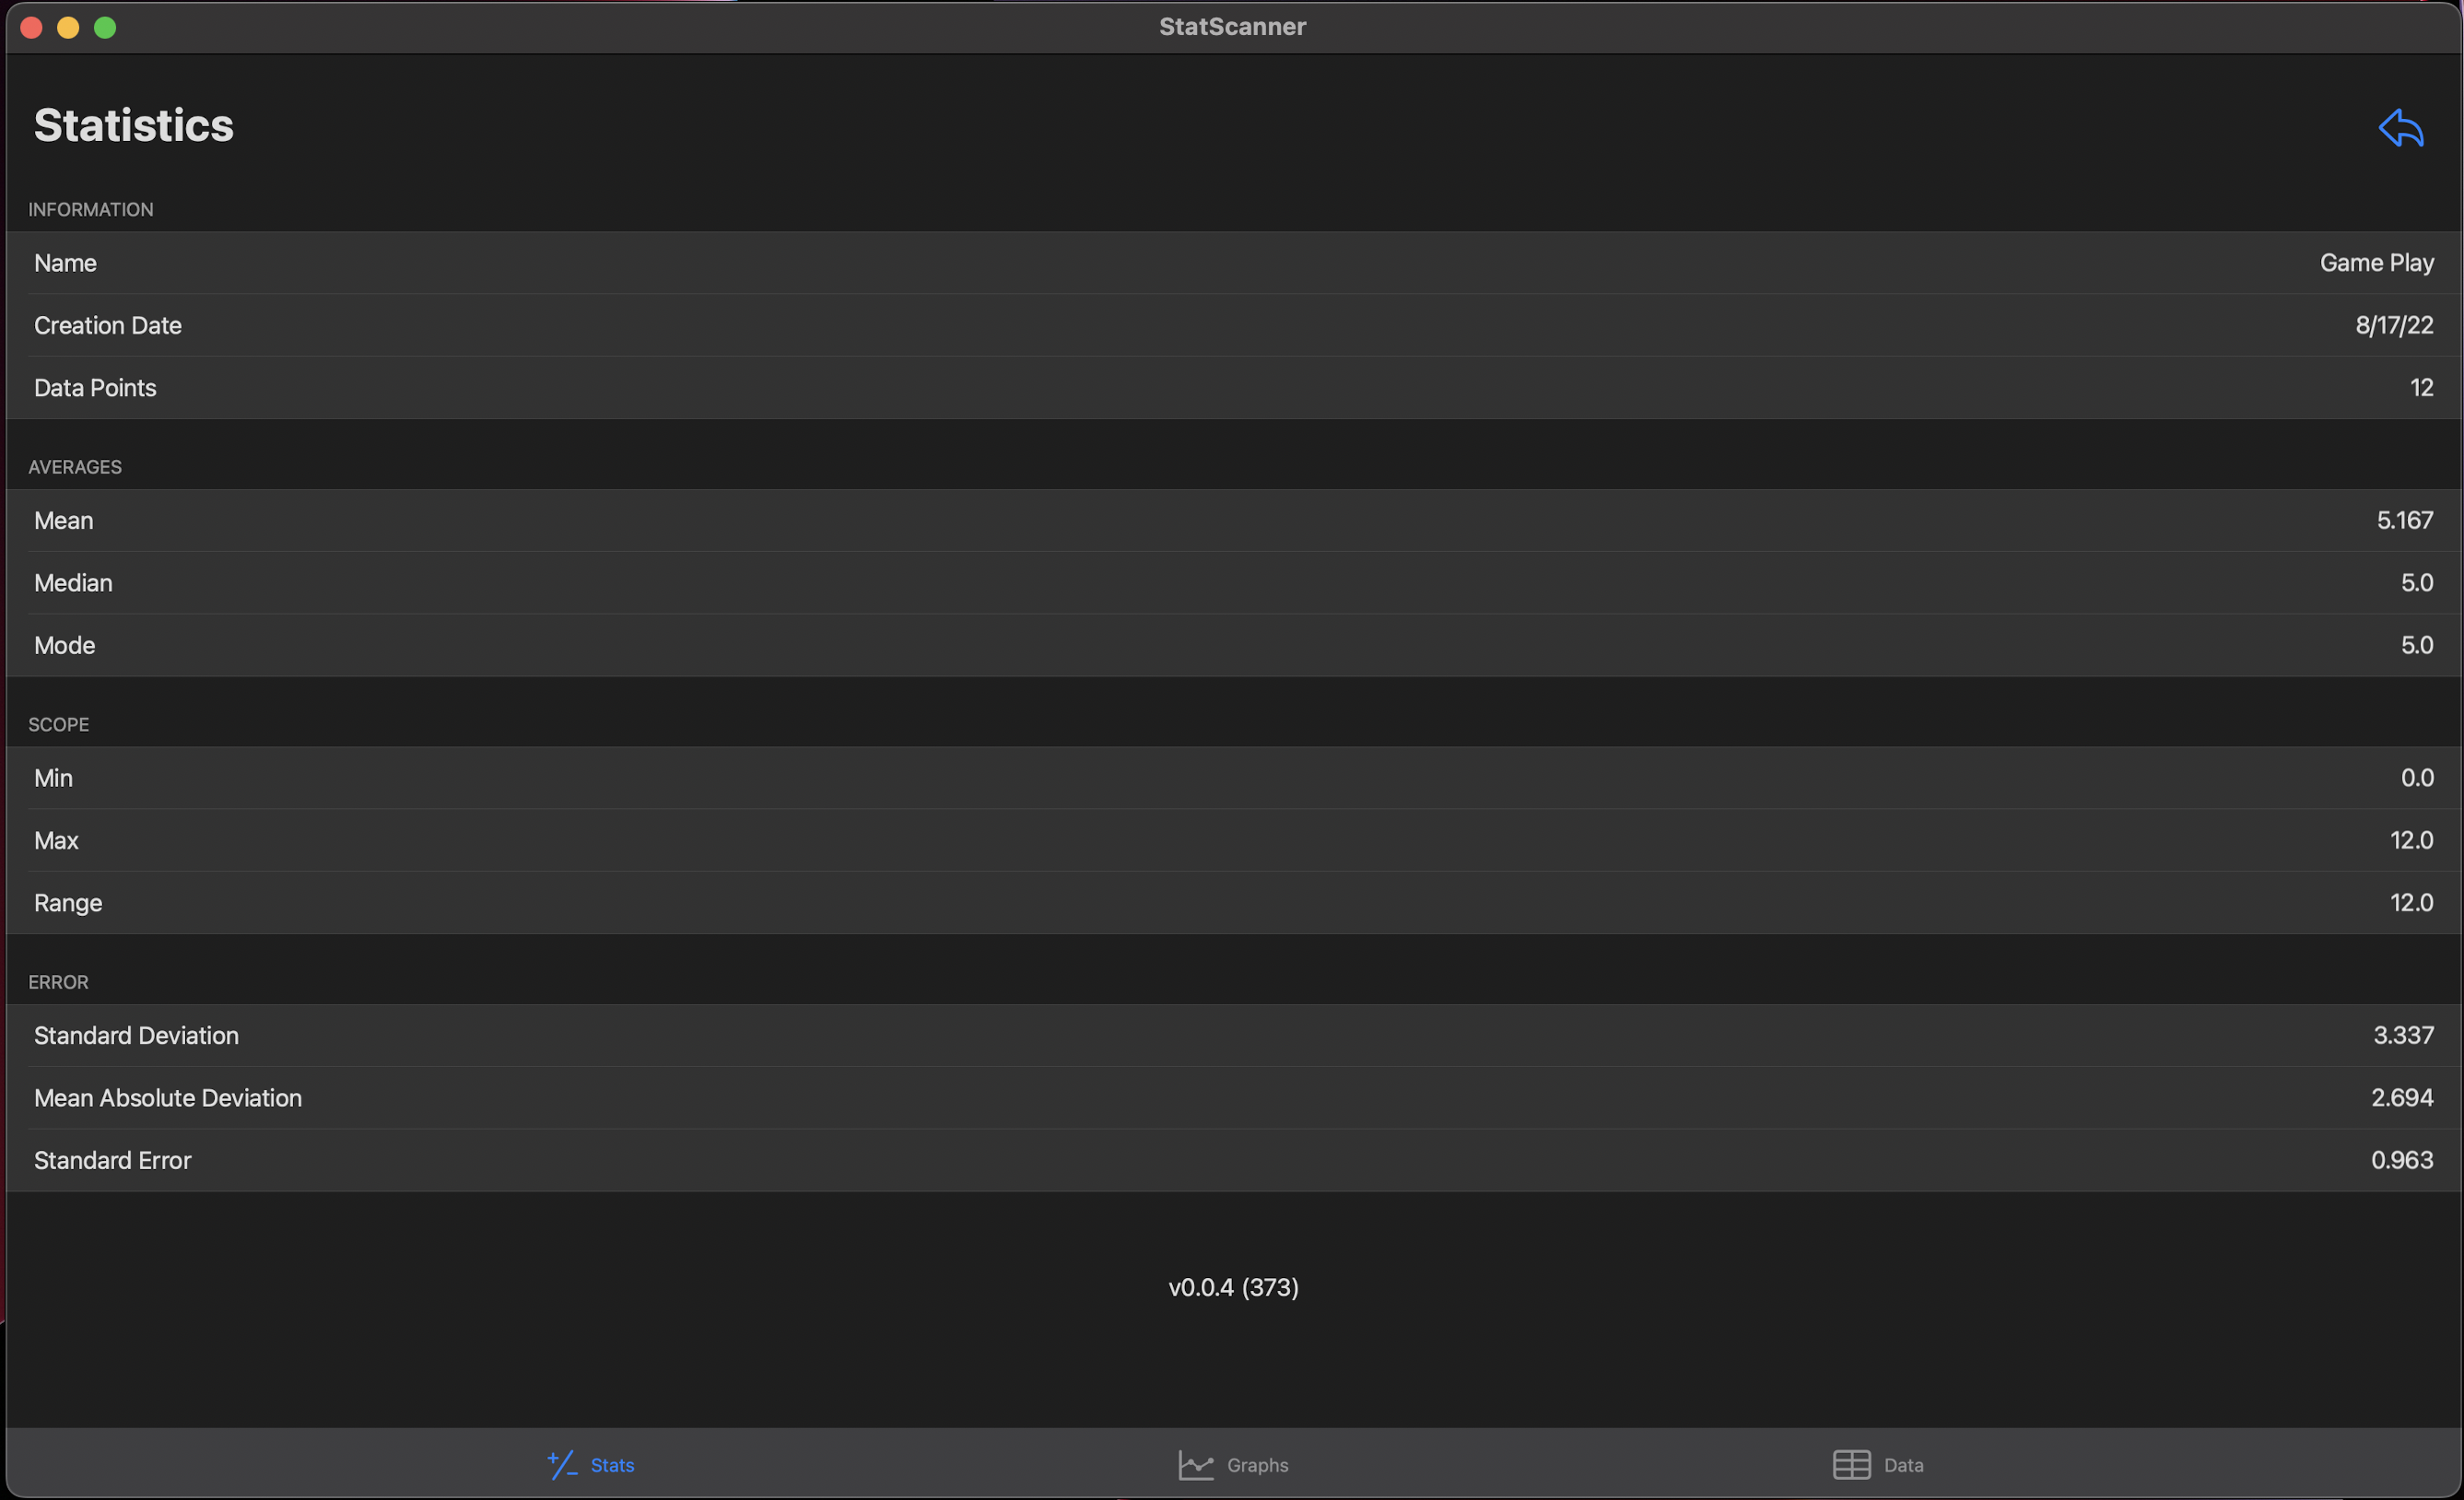 StatScanner
Statistics
INFORMATION
Name Game Play
Creation Date 8/17/22
Data Points 12
AVERAGES
Mean 5.167
Median 5.0
Mode 5.0
SCOPE
Min 0.0
Max 12.0
Range 12.0
ERROR
Standard Deviation 3.337
Mean Absolute Deviation 2.694
Standard Error 0.963
v0.0.4 (373)
Stats Graphs Data